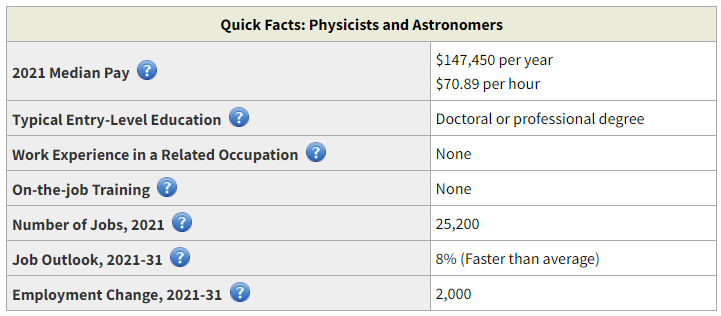 Quick Facts: Physicists and Astronomers
2021 Median Pay ?
$147,450 per year
$70.89 per hour
Typical Entry-Level Education ?
Doctoral or professional degree
Work Experience in a Related Occupation ?
None
On-the-job Training ?
None
Number of Jobs, 2021 ?
25,200
Job Outlook, 2021-31 ?
8% (Faster than average)
Employment Change, 2021-31 ?
2,000